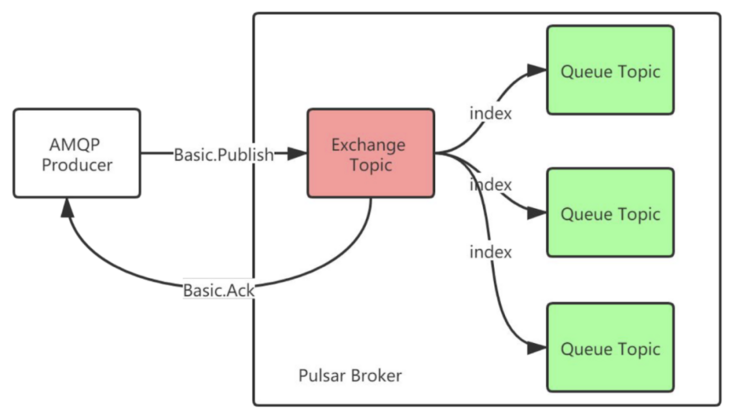 AMQP
Producer
Basic.Publish
Exchange
Topic
index
index
index
Queue Topic
Queue Topic
Queue Topic
Basic.Ack
Pulsar Broker